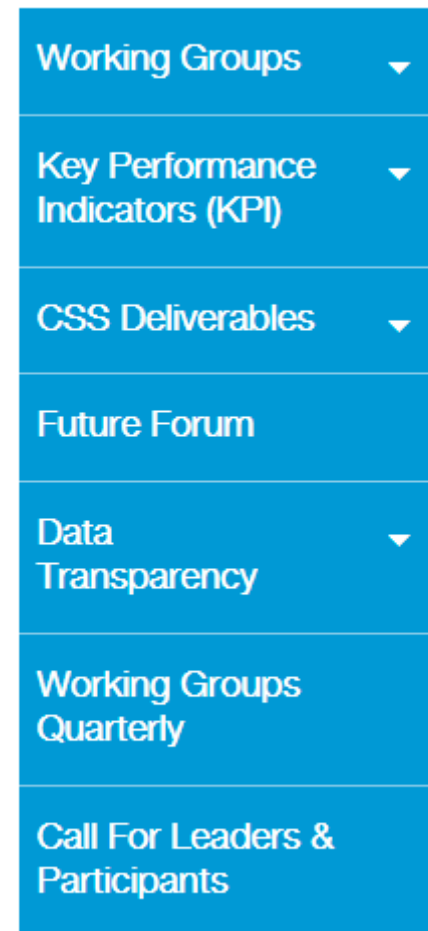 Working Groups
Key Performance
Indicators (KPI)
CSS Deliverables
Future Forum
Data
Transparency
Working Groups
Quarterly
Call For Leaders &
Participants